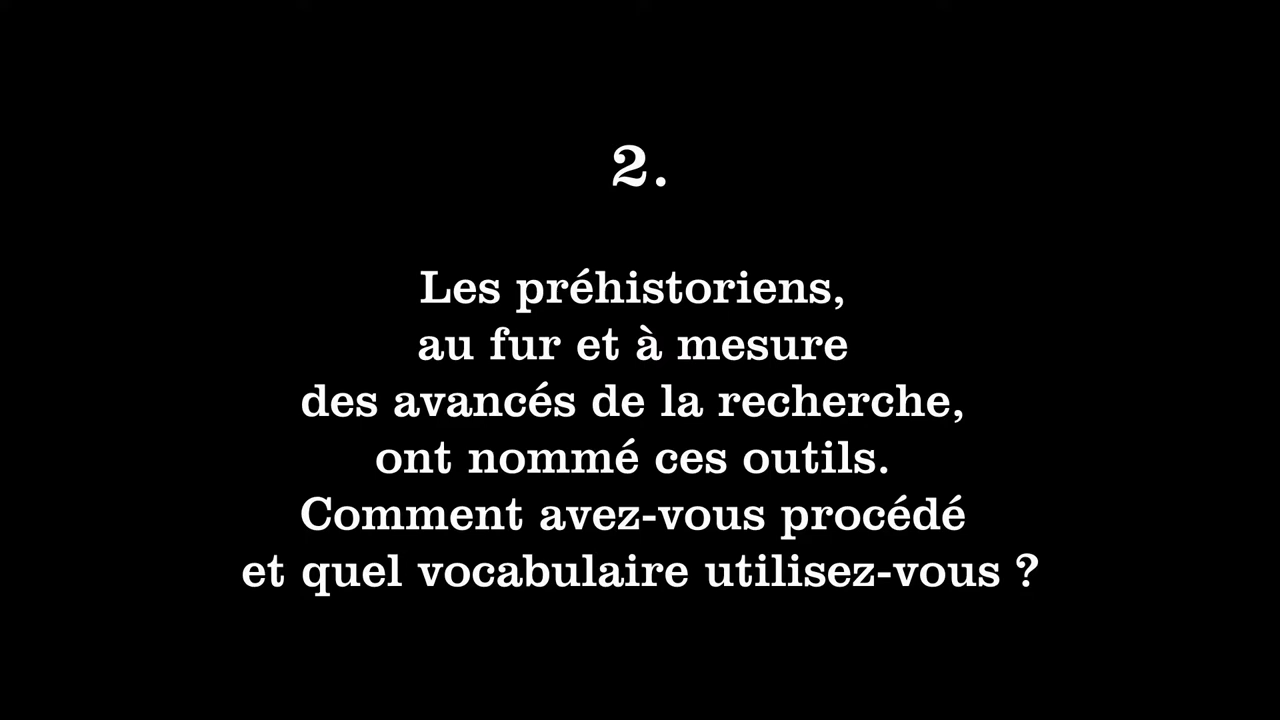 2.
Les préhistoriens,
au fur et à mesure
des avancés de la recherche,
ont nommé ces outils.
Comment avez-vous procédé
et quel vocabulaire utilisez-vous ?